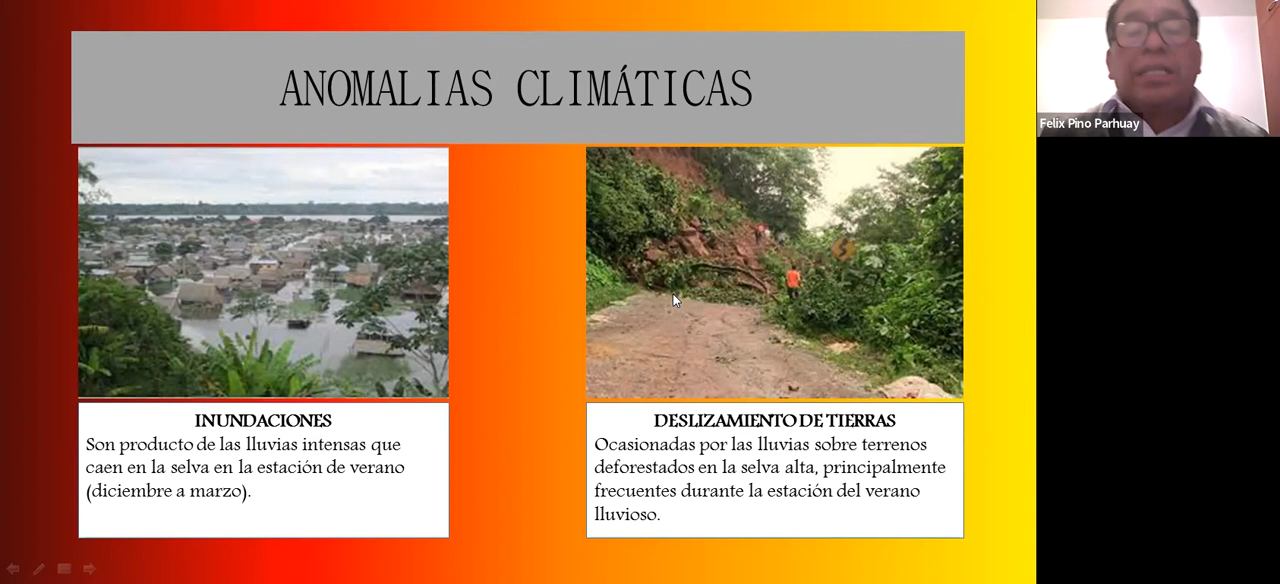 ANOMALIAS CLIMÁTICAS
Felix Pino Parhuay
INUNDACIONES
Son producto de las lluvias intensas que
caen en la selva en la estación de verano
(diciembre a marzo).
DESLIZAMIENTO DE TIERRAS
Ocasionadas por las lluvias sobre terrenos
deforestados en la selva alta, principalmente
frecuentes durante la estación del verano
lluvioso.